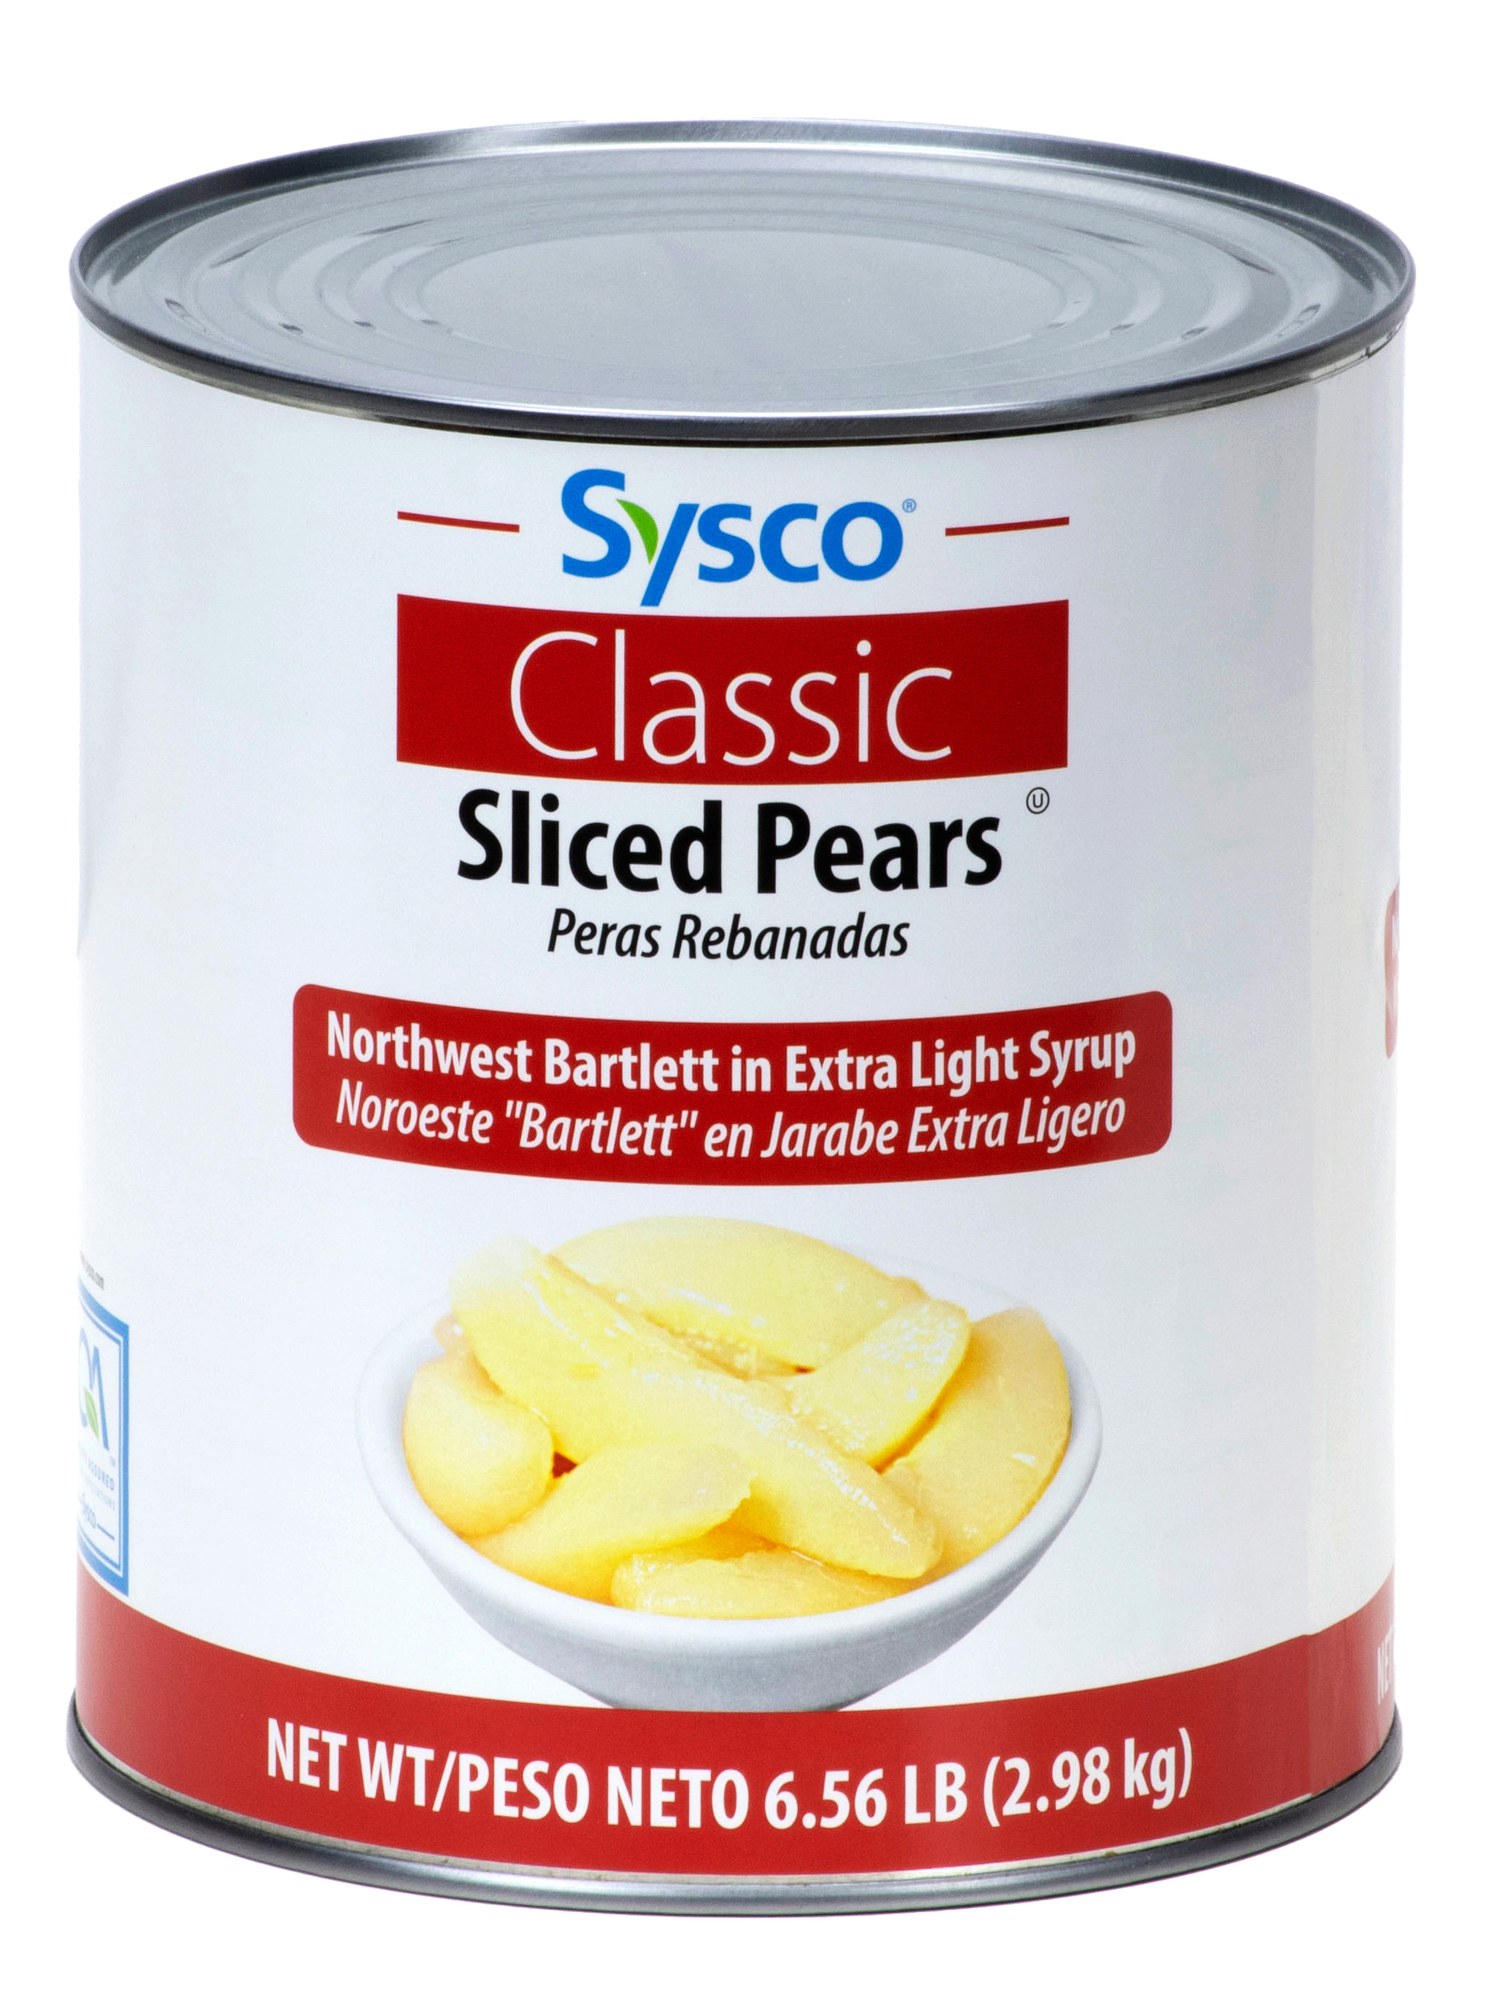 Sysco®
Classic
Sliced Pears Ⓤ
Peras Rebanadas
Northwest Bartlett in Extra Light Syrup
Noroeste "Bartlett" en Jarabe Extra Ligero
NET WT/PESO NETO 6.56 LB (2.98 kg)